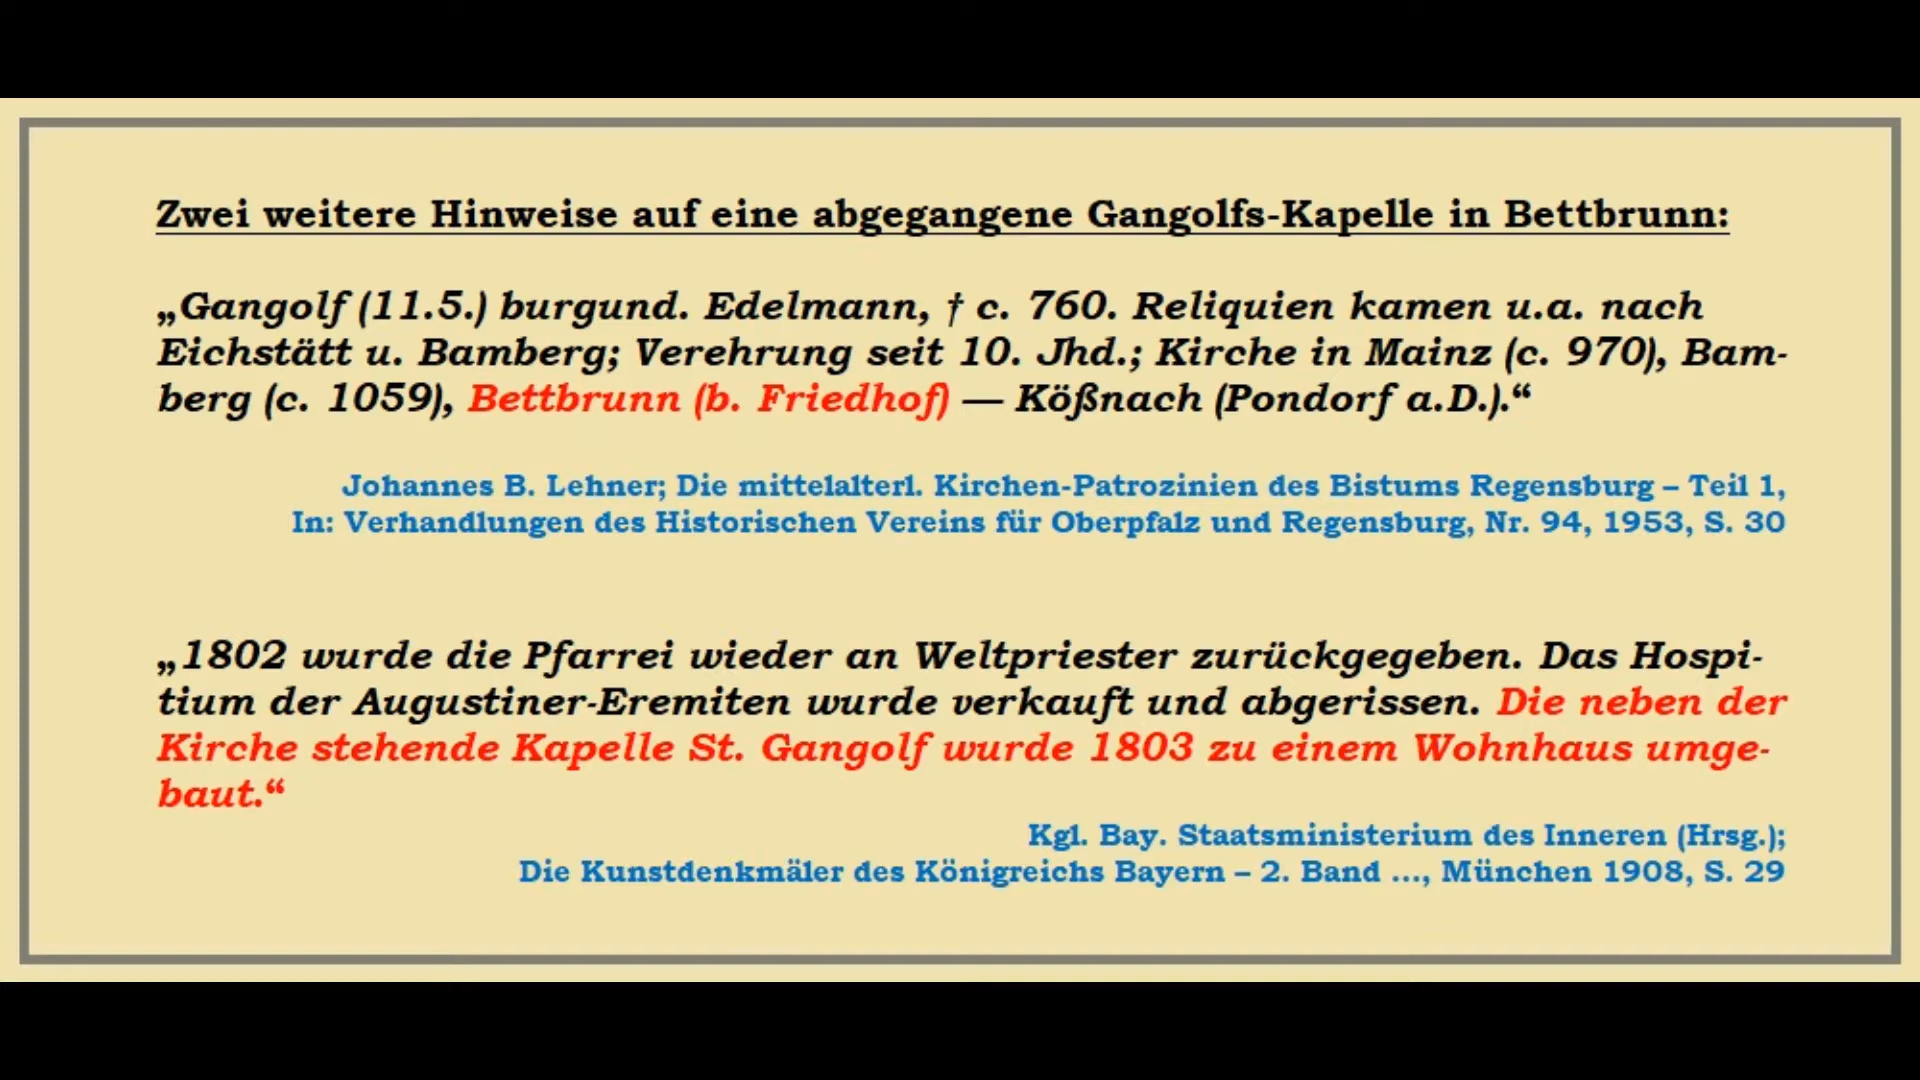 Zwei weitere Hinweise auf eine abgegangene Gangolfs-Kapelle in Bettbrunn:
„Gangolf (11.5.) burgund. Edelmann, † c. 760. Reliquien kamen u.a. nach
Eichstätt u. Bamberg; Verehrung seit 10. Jhd.; Kirche in Mainz (c. 970), Bam-
berg (c. 1059), Bettbrunn (b. Friedhof) — Kößnach (Pondorf a.D.).“
Johannes B. Lehner; Die mittelalterl. Kirchen-Patrozinien des Bistums Regensburg – Teil 1,
In: Verhandlungen des Historischen Vereins für Oberpfalz und Regensburg, Nr. 94, 1953, S. 30
„1802 wurde die Pfarrei wieder an Weltpriester zurückgegeben. Das Hospi-
tium der Augustiner-Eremiten wurde verkauft und abgerissen. Die neben der
Kirche stehende Kapelle St. Gangolf wurde 1803 zu einem Wohnhaus umge-
baut.“
Kgl. Bay. Staatsministerium des Inneren (Hrsg.);
Die Kunstdenkmäler des Königreichs Bayern – 2. Band ..., München 1908, S. 29